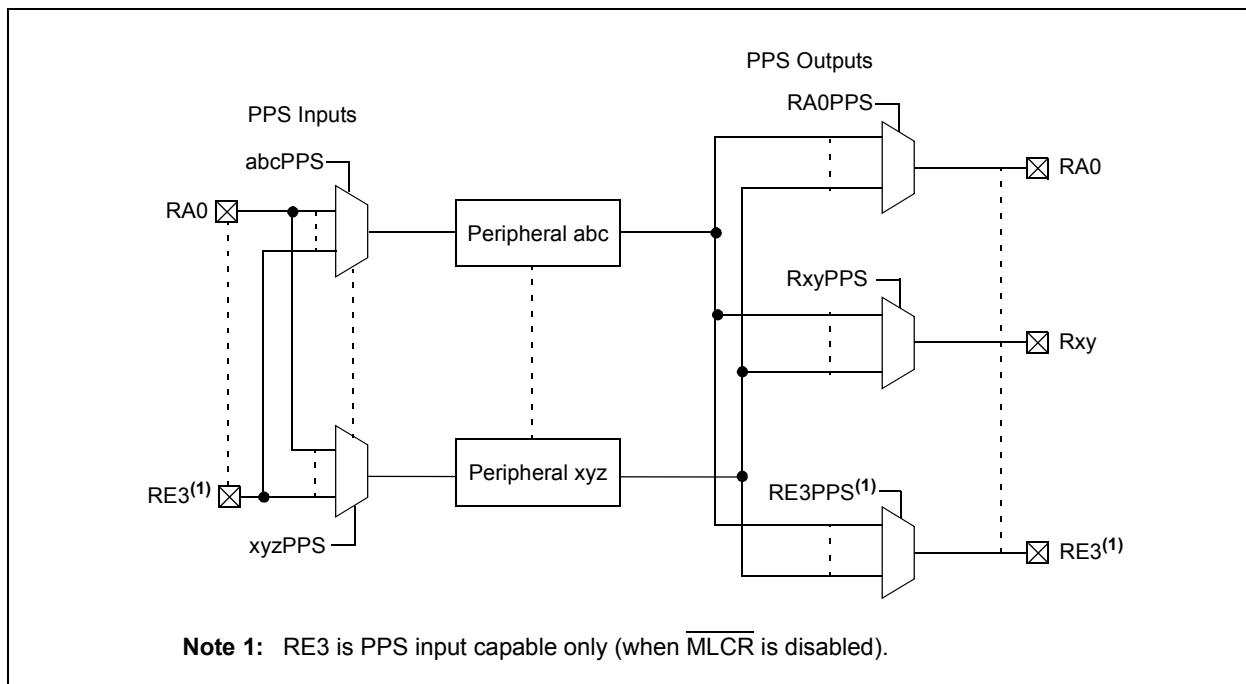 PPS Inputs
abcPPS
RA0
RE3(1)
xyzPPS
Peripheral abc
Peripheral xyz
PPS Outputs
RA0PPS
RA0
RxyPPS
Rxy
RE3PPS(1)
RE3(1)
Note 1: RE3 is PPS input capable only (when MLCR is disabled).